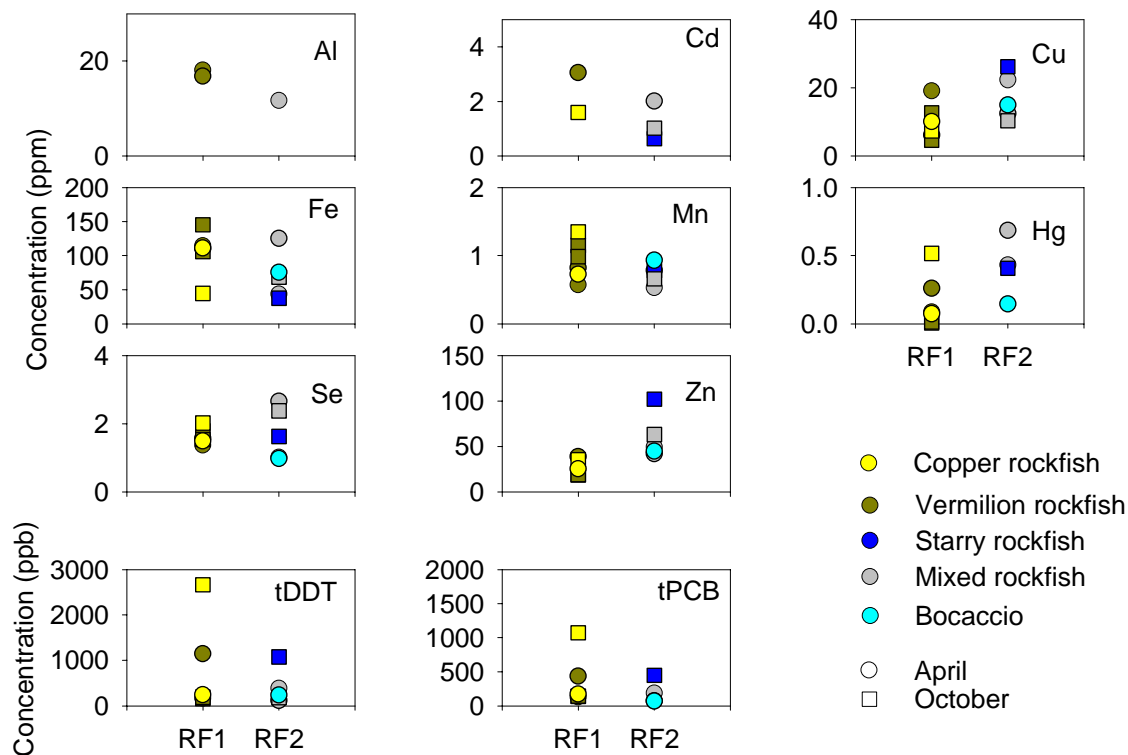 Concentration (ppm)
Al
20
0
Cd
4
2
0
Cu
40
20
0
Fe
200
150
100
50
0
Mn
2
1
0
Hg
1.0
0.5
0.0
RF1 RF2
Se
4
2
0
Zn
150
100
50
0
Concentration (ppb)
tDDT
3000
2000
1000
0
RF1 RF2
tPCB
2000
1500
1000
500
0
RF1 RF2
Copper rockfish
Vermilion rockfish
Starry rockfish
Mixed rockfish
Bocaccio
April
October